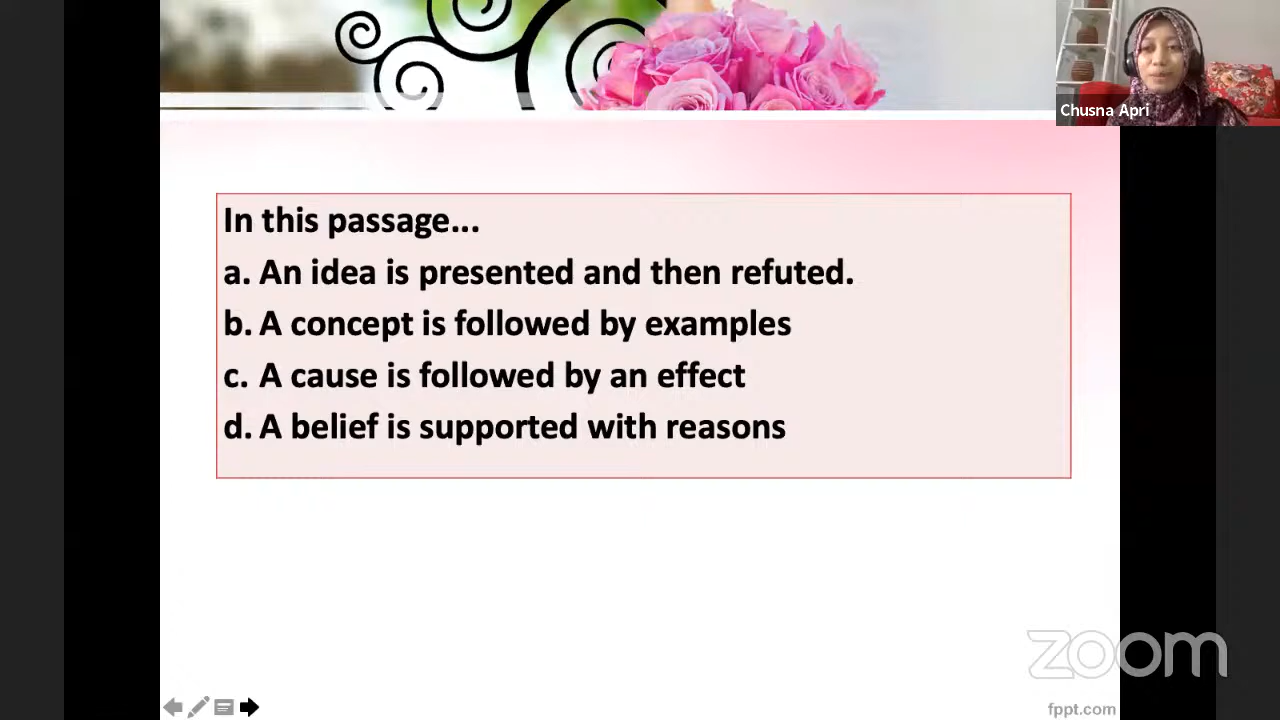 Chusna Apri
In this passage...
a. An idea is presented and then refuted.
b. A concept is followed by examples
c. A cause is followed by an effect
d. A belief is supported with reasons
zoom
fppt.com